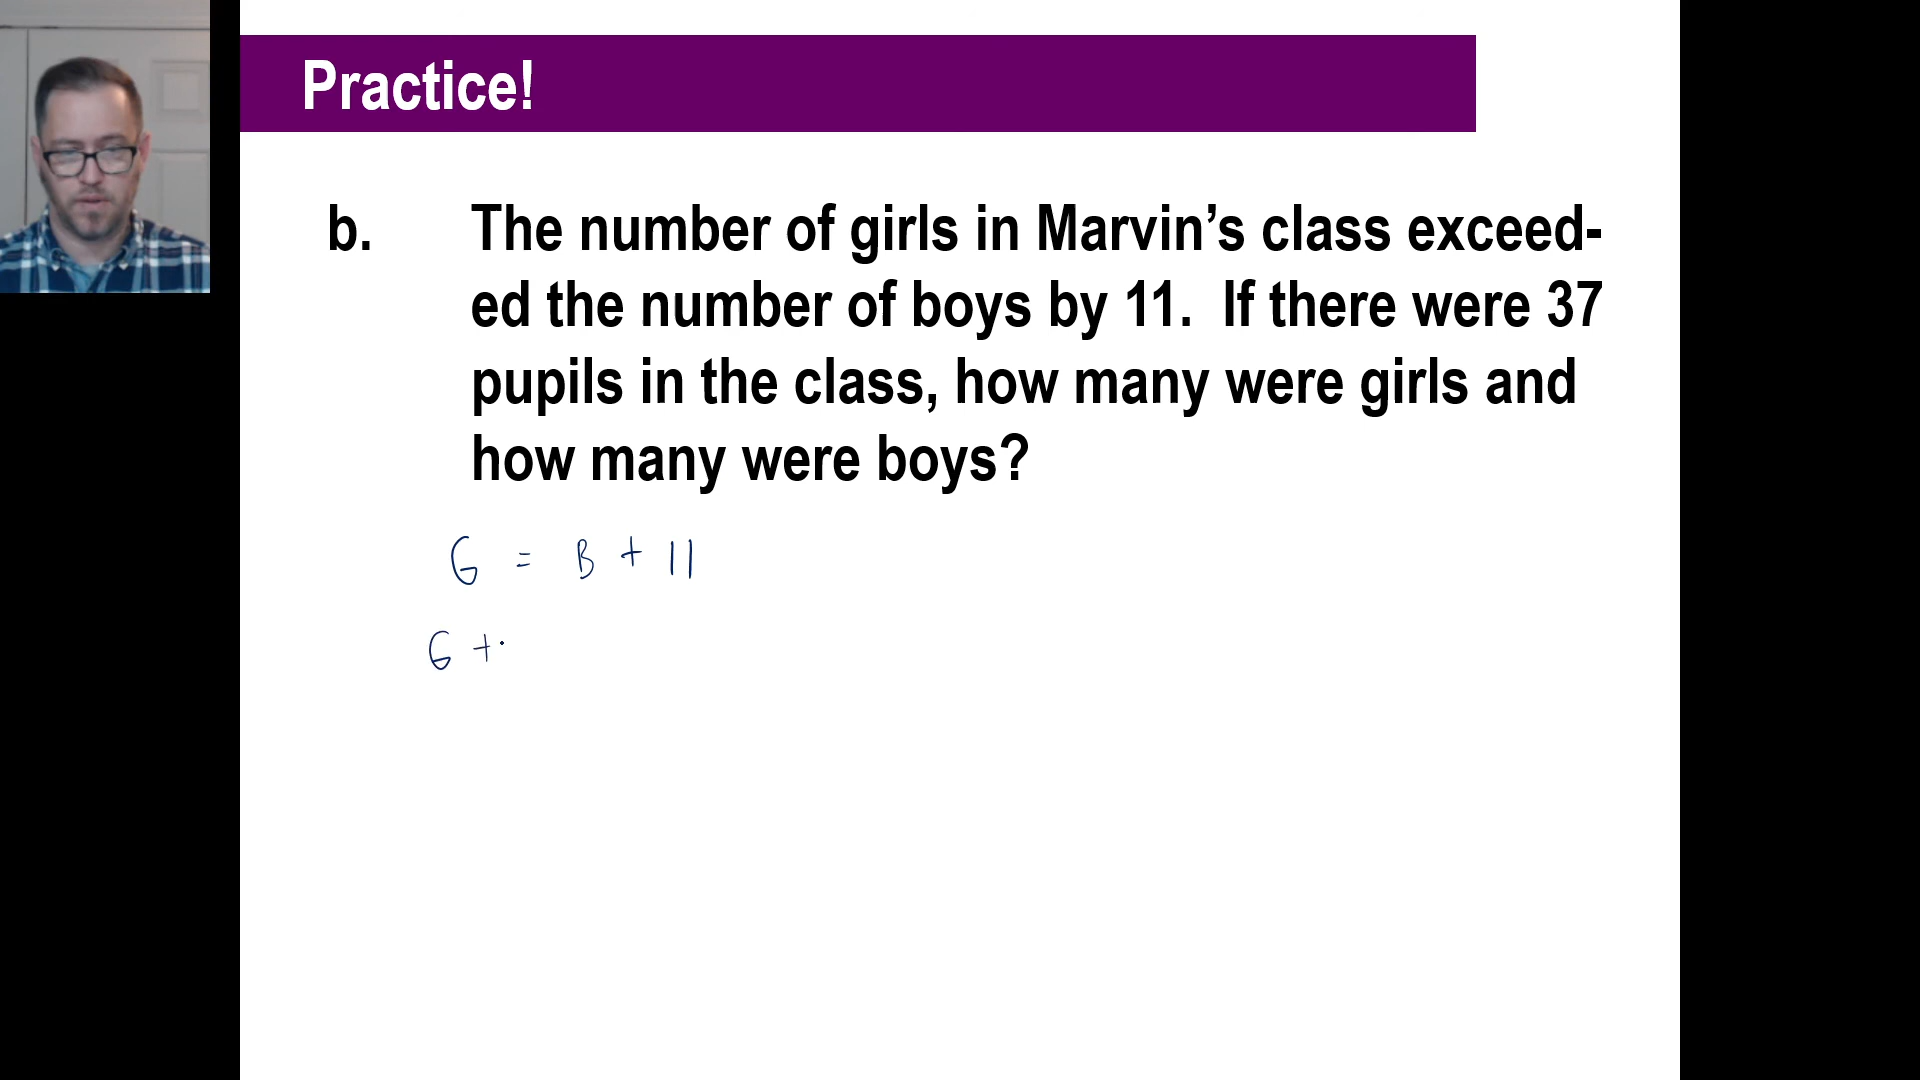 Practice!
b. The number of girls in Marvin’s class exceed-
ed the number of boys by 11. If there were 37
pupils in the class, how many were girls and
how many were boys?
G = B + 11
G +